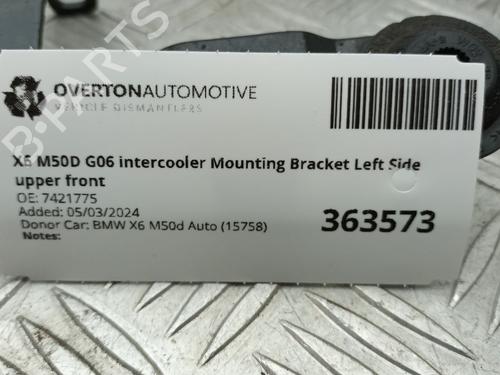 OVERTONAUTOMOTIVE
VEHICLE DISMANTLERS
X6 M50D G06 intercooler Mounting Bracket Left Side
upper front
OE: 7421775
Added: 05/03/2024
Donor Car: BMW X6 M50d Auto (15758)
Notes:
363573
B-PARTS